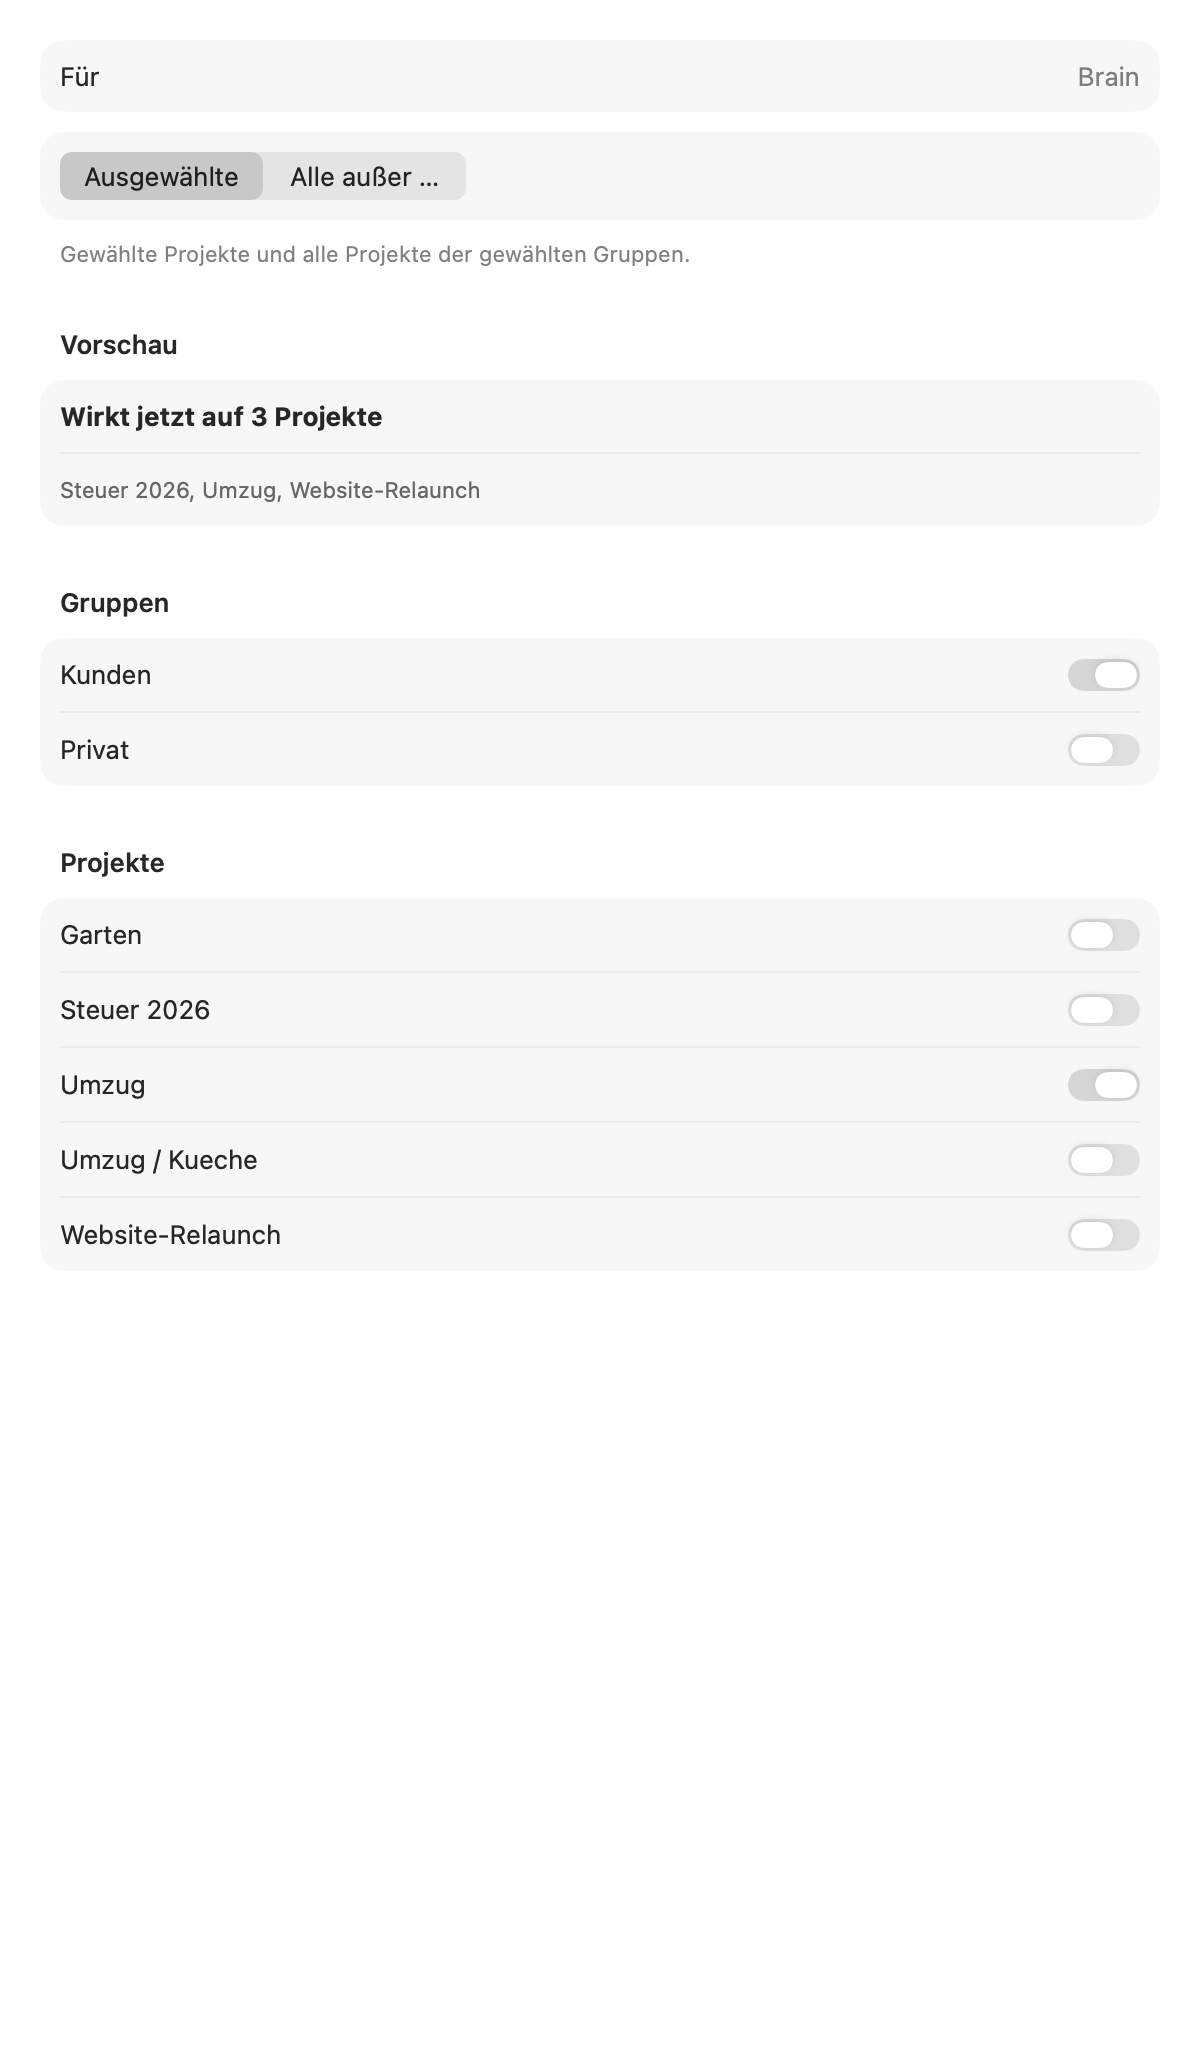 Für
Brain
Ausgewählte
Alle außer ...
Gewählte Projekte und alle Projekte der gewählten Gruppen.
Vorschau
Wirkt jetzt auf 3 Projekte
Steuer 2026, Umzug, Website-Relaunch
Gruppen
Kunden
Privat
Projekte
Garten
Steuer 2026
Umzug
Umzug / Kueche
Website-Relaunch